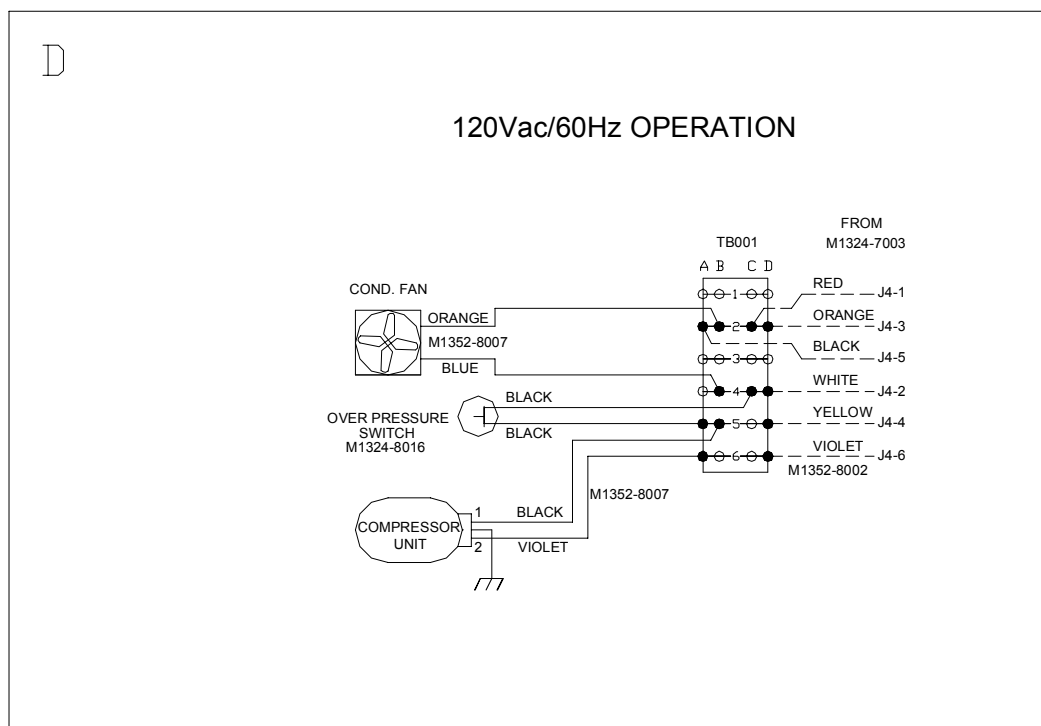 D
120Vac/60Hz OPERATION
FROM
M1324-7003
TB001
A B C D
COND. FAN
1
RED
J4-1
ORANGE
M1352-8007
2
ORANGE
J4-3
BLUE
3
BLACK
J4-5
BLACK
4
WHITE
J4-2
OVER PRESSURE
SWITCH
M1324-8016
BLACK
5
YELLOW
J4-4
6
VIOLET
J4-6
M1352-8002
M1352-8007
COMPRESSOR
UNIT
1
BLACK
2
VIOLET